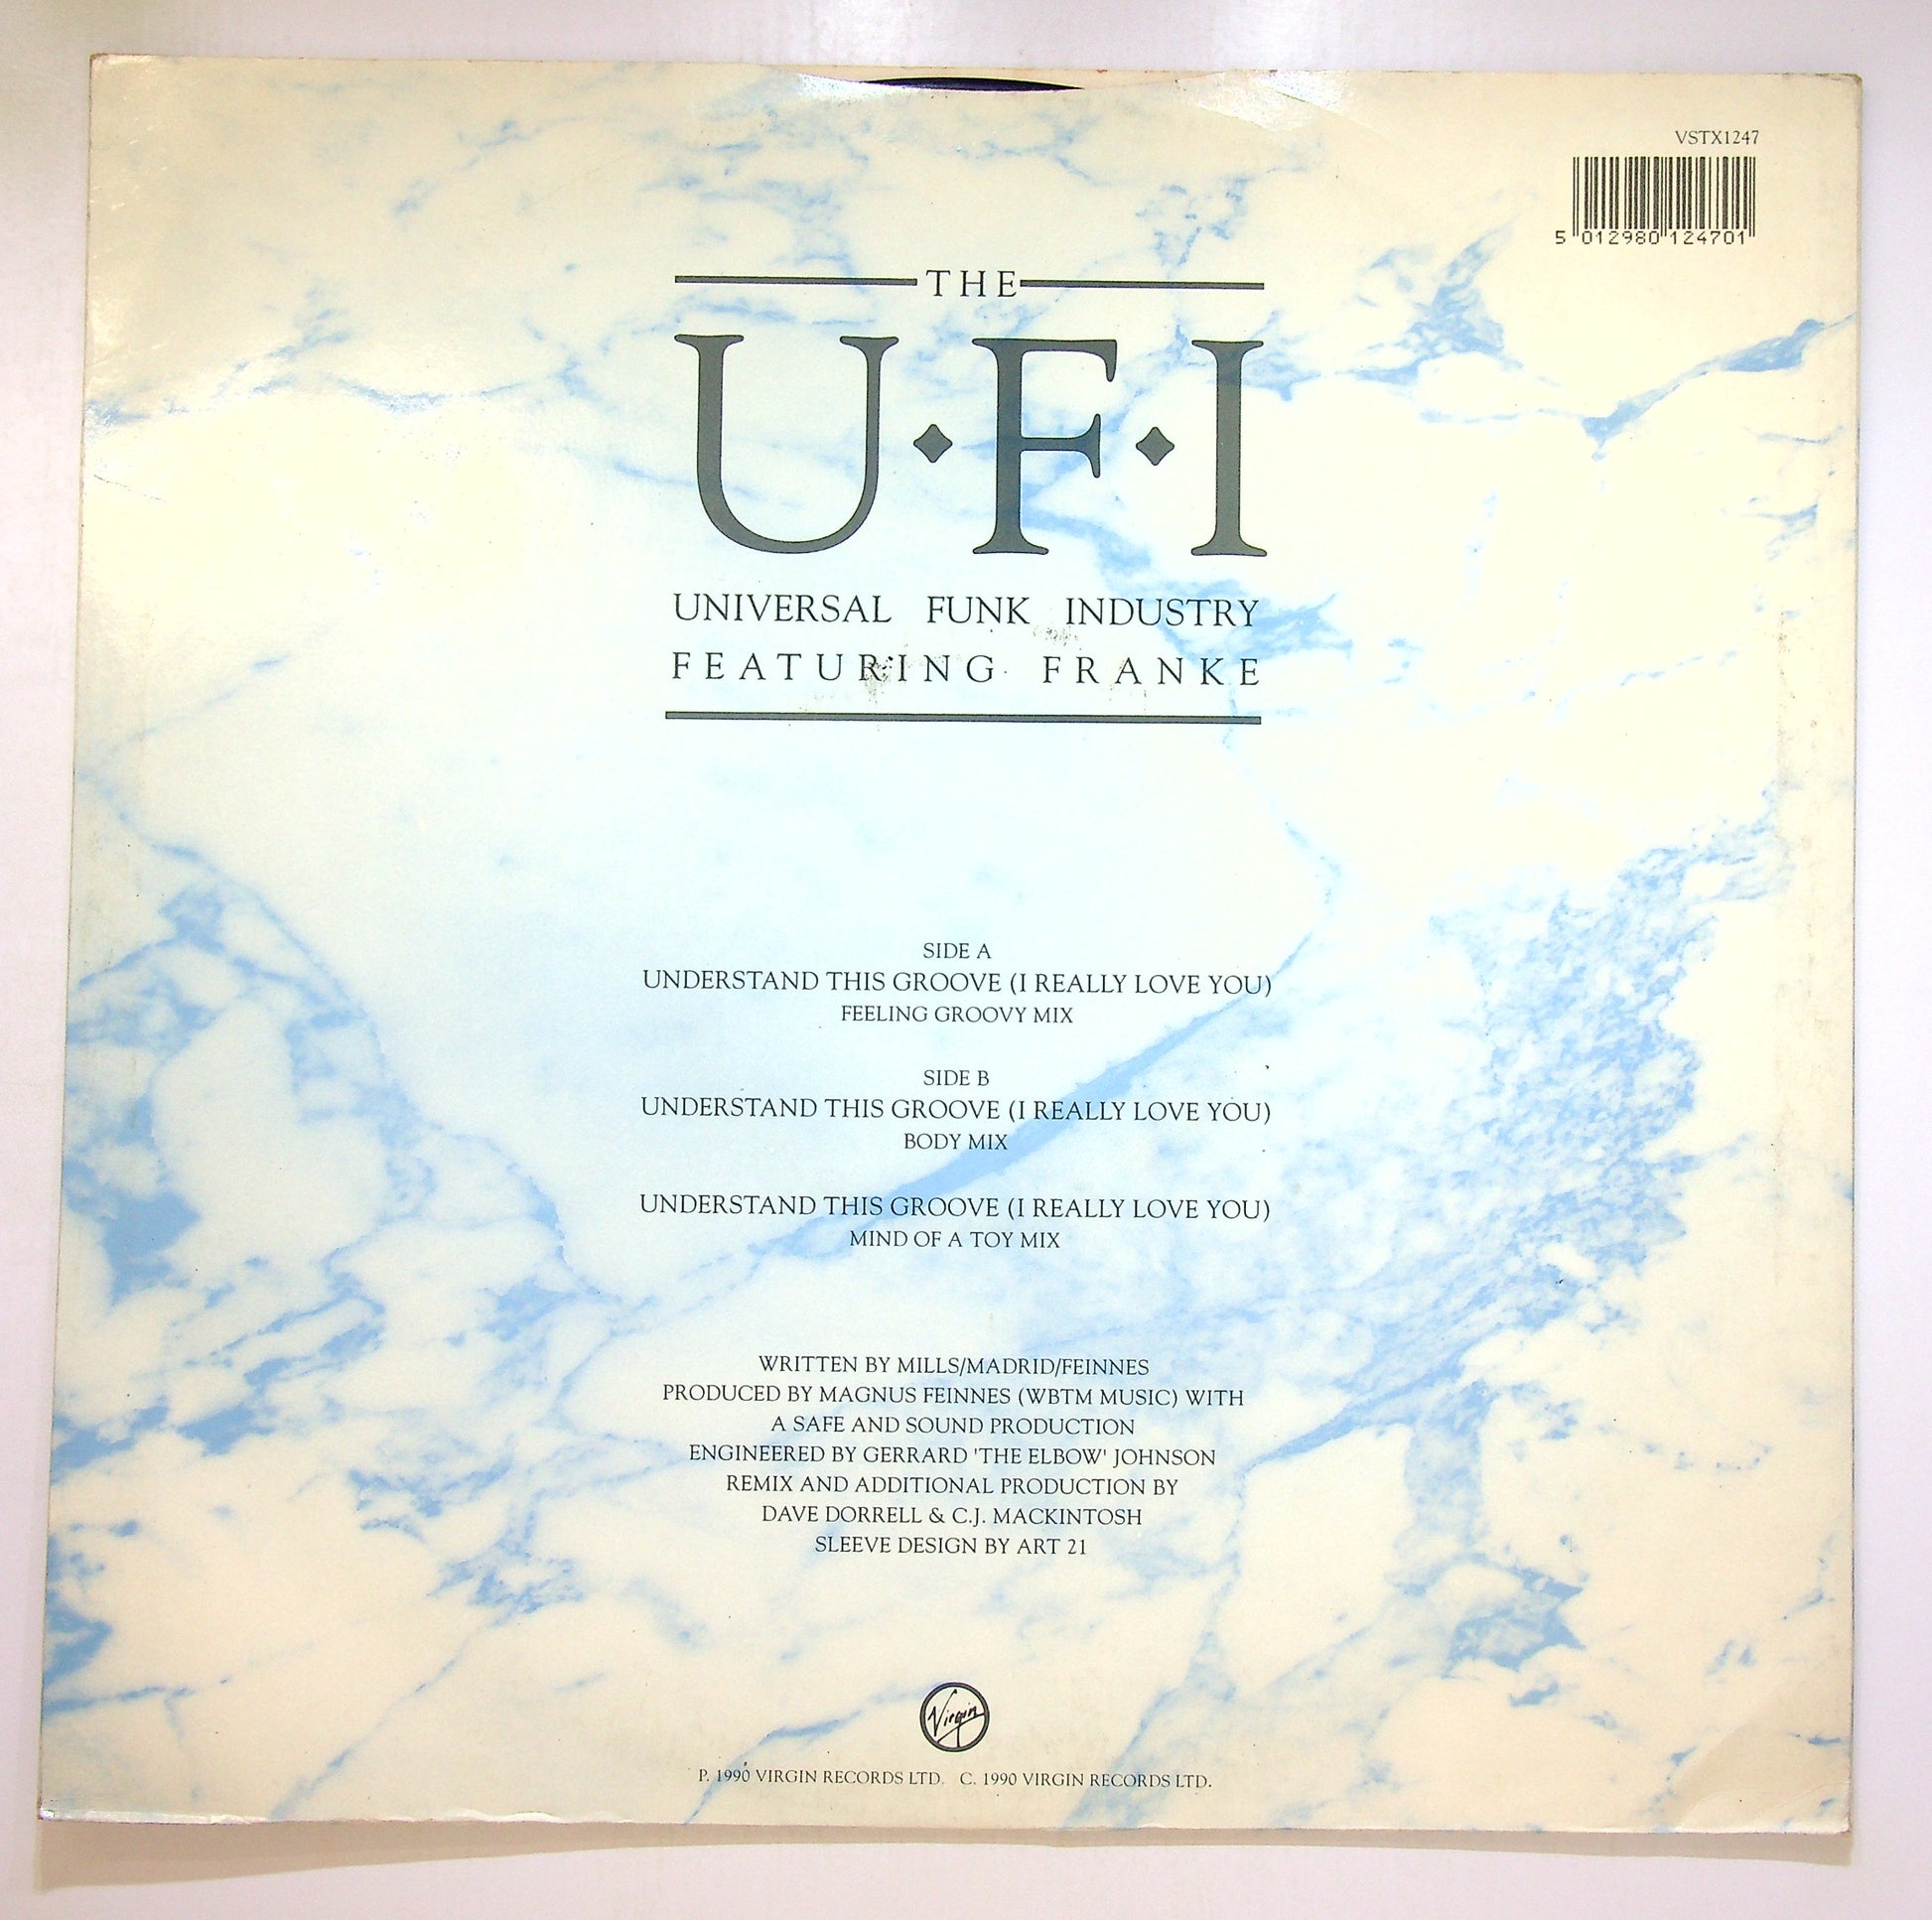 VSTX1247
5 012980 124701
THE
U·F·I
UNIVERSAL FUNK INDUSTRY
FEATURING FRANKE
SIDE A
UNDERSTAND THIS GROOVE (I REALLY LOVE YOU)
FEELING GROOVY MIX
SIDE B
UNDERSTAND THIS GROOVE (I REALLY LOVE YOU)
BODY MIX
UNDERSTAND THIS GROOVE (I REALLY LOVE YOU)
MIND OF A TOY MIX
WRITTEN BY MILLS/MADRID/FEINNES
PRODUCED BY MAGNUS FEINNES (WBTM MUSIC) WITH
A SAFE AND SOUND PRODUCTION
ENGINEERED BY GERRARD 'THE ELBOW' JOHNSON
REMIX AND ADDITIONAL PRODUCTION BY
DAVE DORRELL & C.J. MACKINTOSH
SLEEVE DESIGN BY ART 21
Virgin
P. 1990 VIRGIN RECORDS LTD. C. 1990 VIRGIN RECORDS LTD.